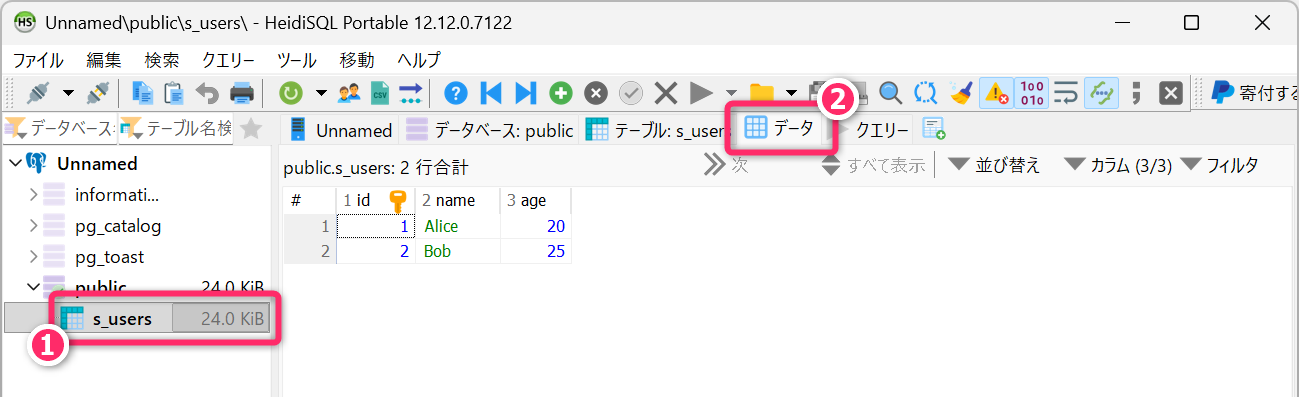 Unnamed\public\s_users\ - HeidiSQL Portable 12.12.0.7122
ファイル 編集 検索 クエリー ツール 移動 ヘルプ
CSV 100 010 寄付する
2
データベース: テーブル名検 Unnamed データベース: public テーブル: s_users データ クエリー
Unnamed
public.s_users: 2 行合計 次 すべて表示 並び替え カラム (3/3) フィルタ
informati...
# 1 id 2 name 3 age
pg_catalog
1 1 Alice 20
pg_toast
2 2 Bob 25
public 24.0 KiB
s_users 24.0 KiB
1